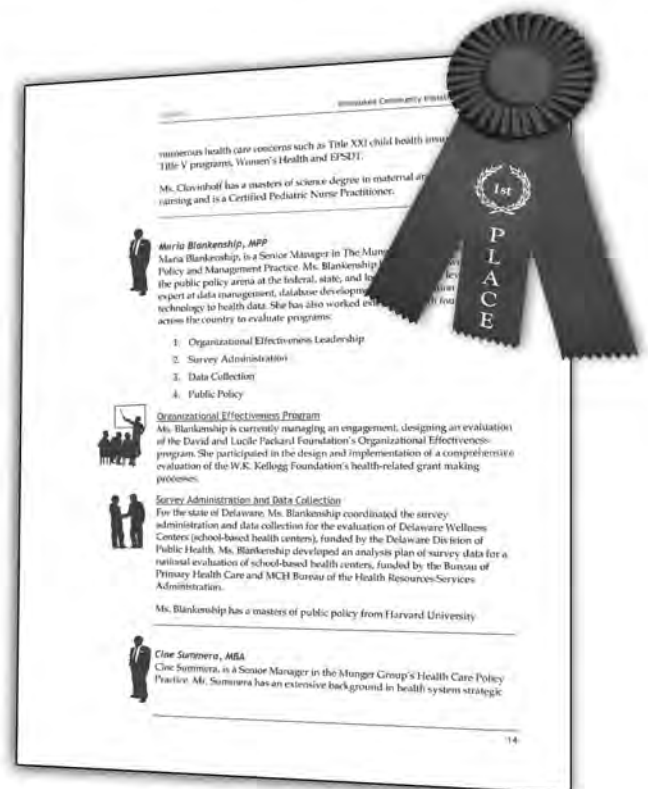 Community
numerous health care concerns such as Title XXI child health
Title V programs, Women's Health and EPSDT.
Ms. Clovinhoff has a masters of science degree in maternal
nursing and is a Certified Pediatric Nurse Practitioner.
1st
PLACE
Maria Blankenship, MPP
Maria Blankenship, is a Senior Manager in The
Policy and Management Practice. Ms. Blankenship
the public policy arena at the federal, state, and
expert at data management, database
technology to health data. She has also worked
across the country to evaluate programs:
1. Organizational Effectiveness Leadership
2. Survey Administration
3. Data Collection
4. Public Policy
Organizational Effectiveness Program
Ms. Blankenship is currently managing an engagement, designing an evaluation
of the David and Lucile Packard Foundation's Organizational Effectiveness
program. She participated in the design and implementation of a comprehensive
evaluation of the W.K. Kellogg Foundation's health-related grant making
processes.
Survey Administration and Data Collection
For the state of Delaware, Ms. Blankenship coordinated the survey
administration and data collection for the evaluation of Delaware Wellness
Centers (school-based health centers), funded by the Delaware Division of
Public Health. Ms. Blankenship developed an analysis plan of survey data for a
national evaluation of school-based health centers, funded by the Bureau of
Primary Health Care and MCH Bureau of the Health Resources Services
Administration.
Ms. Blankenship has a masters of public policy from Harvard University
Cine Summera, MBA
Cine Summera, is a Senior Manager in the Munger Group's Health Care Policy
Practice. Mr. Summera has an extensive background in health system strategic
14